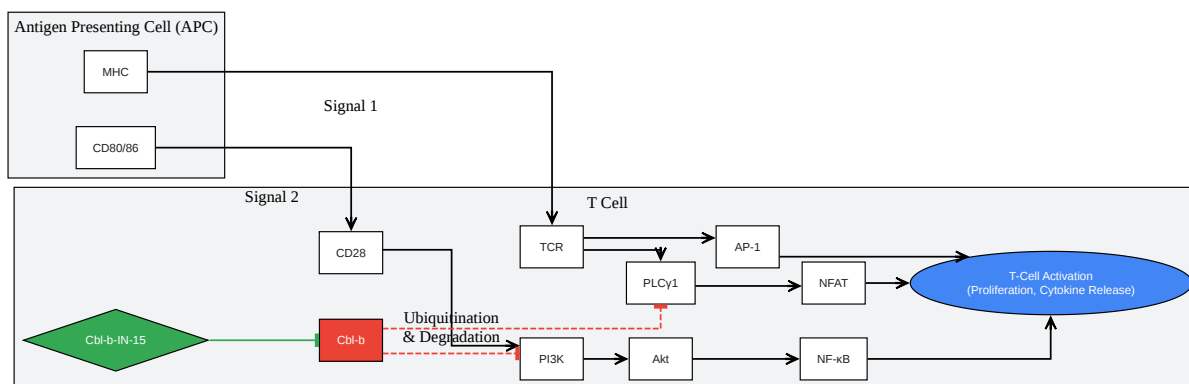 Antigen Presenting Cell (APC)
MHC
Signal 1
CD80/86
Signal 2
T Cell
CD28
TCR
AP-1
PLCγ1
NFAT
T-Cell Activation
(Proliferation, Cytokine Release)
Cbl-b-IN-15
Cbl-b
Ubiquitination
& Degradation
PI3K
Akt
NF-κB